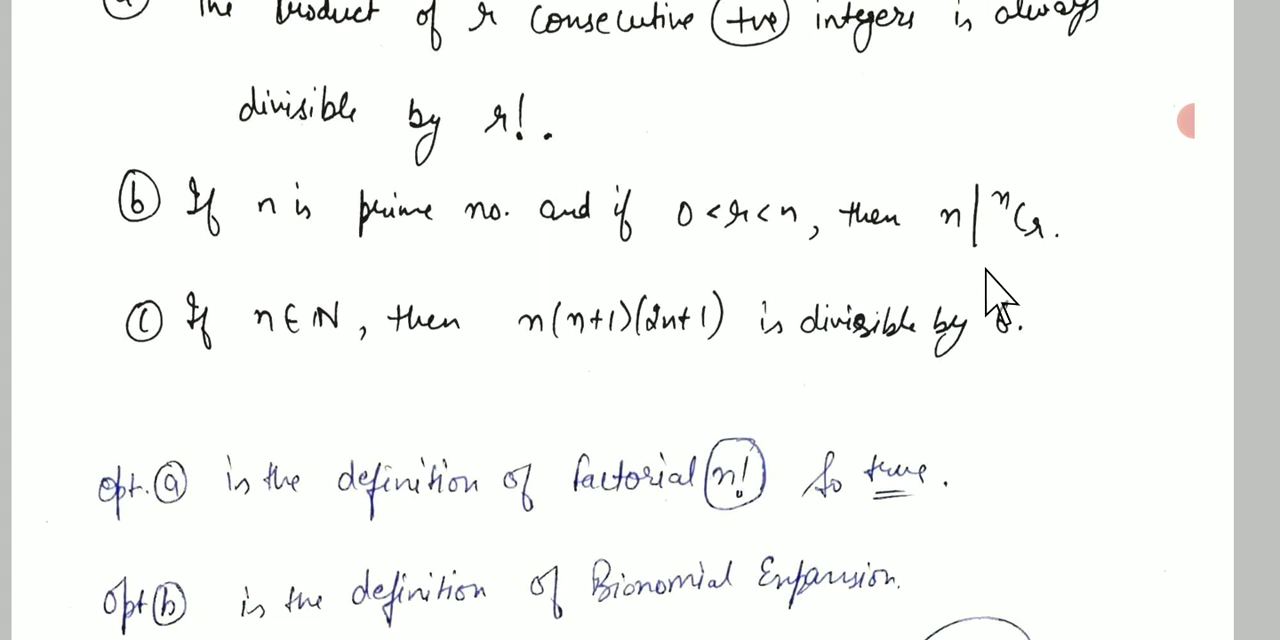 (a) The product of r consecutive (+ve) integers is always
divisible by r!.
(b) If n is prime no. and if 0<r<n, then n|ⁿCr.
(c) If n∈N, then n(n+1)(2n+1) is divisible by
opt. (a) is the definition of factorial (n!) So true.
Opt (b) is the definition of Bionomial Expansion.